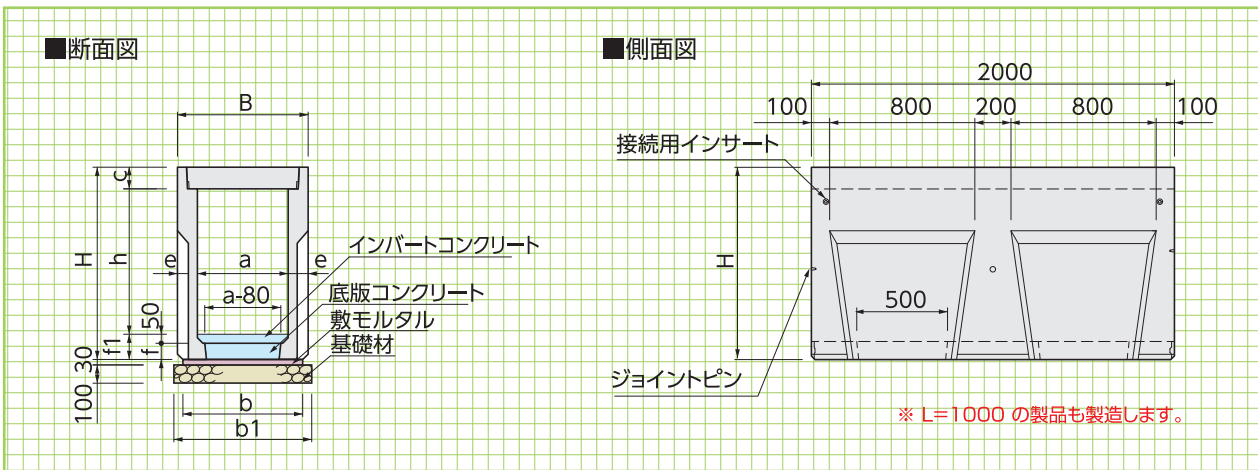 ■断面図
B
c
H
h
e
a
e
a-80
50
f1
f
30
100
b
b1
インバートコンクリート
底版コンクリート
敷モルタル
基礎材
■側面図
2000
100
800
200
800
100
接続用インサート
H
500
ジョイントピン
※ L=1000 の製品も製造します。